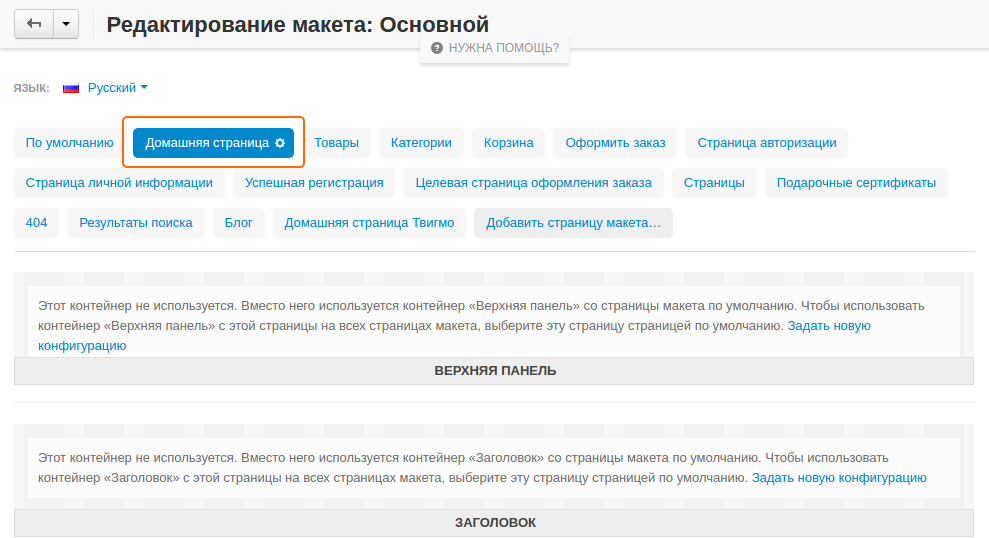 Редактирование макета: Основной
НУЖНА ПОМОЩЬ?
ЯЗЫК: Русский
По умолчанию Домашняя страница Товары Категории Корзина Оформить заказ Страница авторизации
Страница личной информации Успешная регистрация Целевая страница оформления заказа Страницы Подарочные сертификаты
404 Результаты поиска Блог Домашняя страница Твигмо Добавить страницу макета…
Этот контейнер не используется. Вместо него используется контейнер «Верхняя панель» со страницы макета по умолчанию. Чтобы использовать
контейнер «Верхняя панель» с этой страницы на всех страницах макета, выберите эту страницу страницей по умолчанию. Задать новую
конфигурацию
ВЕРХНЯЯ ПАНЕЛЬ
Этот контейнер не используется. Вместо него используется контейнер «Заголовок» со страницы макета по умолчанию. Чтобы использовать
контейнер «Заголовок» с этой страницы на всех страницах макета, выберите эту страницу страницей по умолчанию. Задать новую конфигурацию
ЗАГОЛОВОК